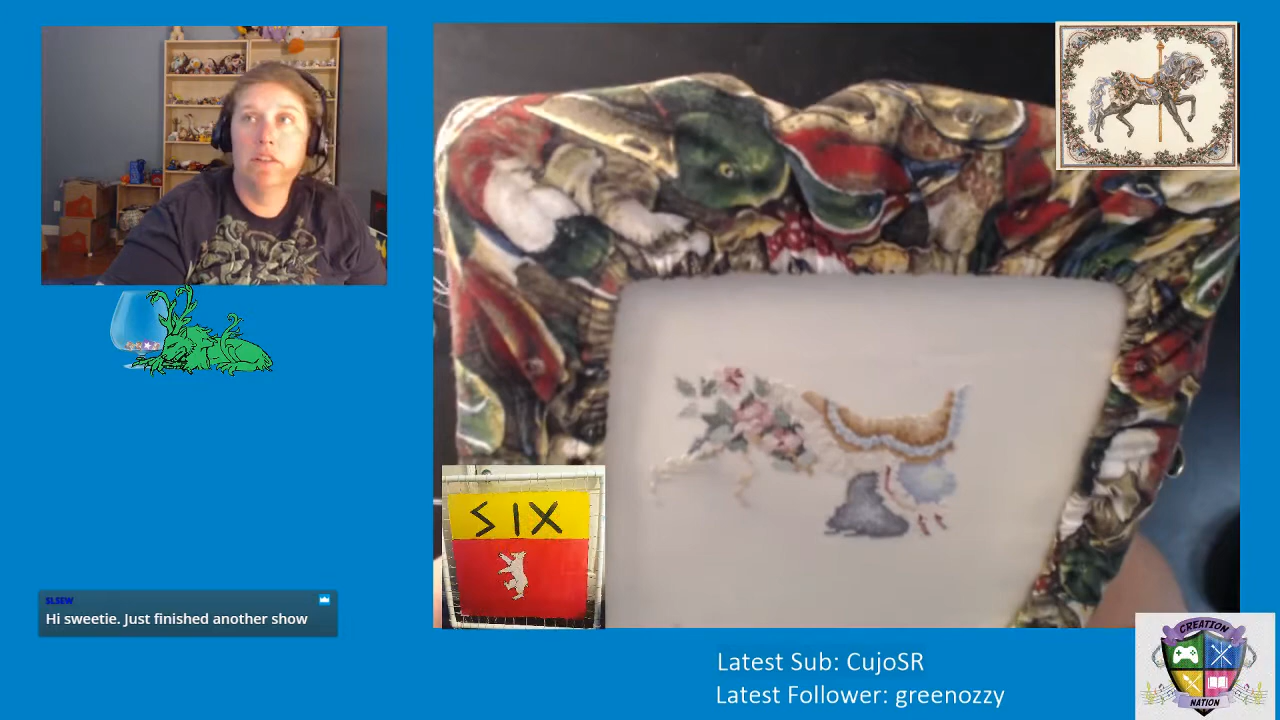 SIX
SLSEW
Hi sweetie. Just finished another show
Latest Sub: CujoSR
Latest Follower: greenozzy
CREATION
NATION